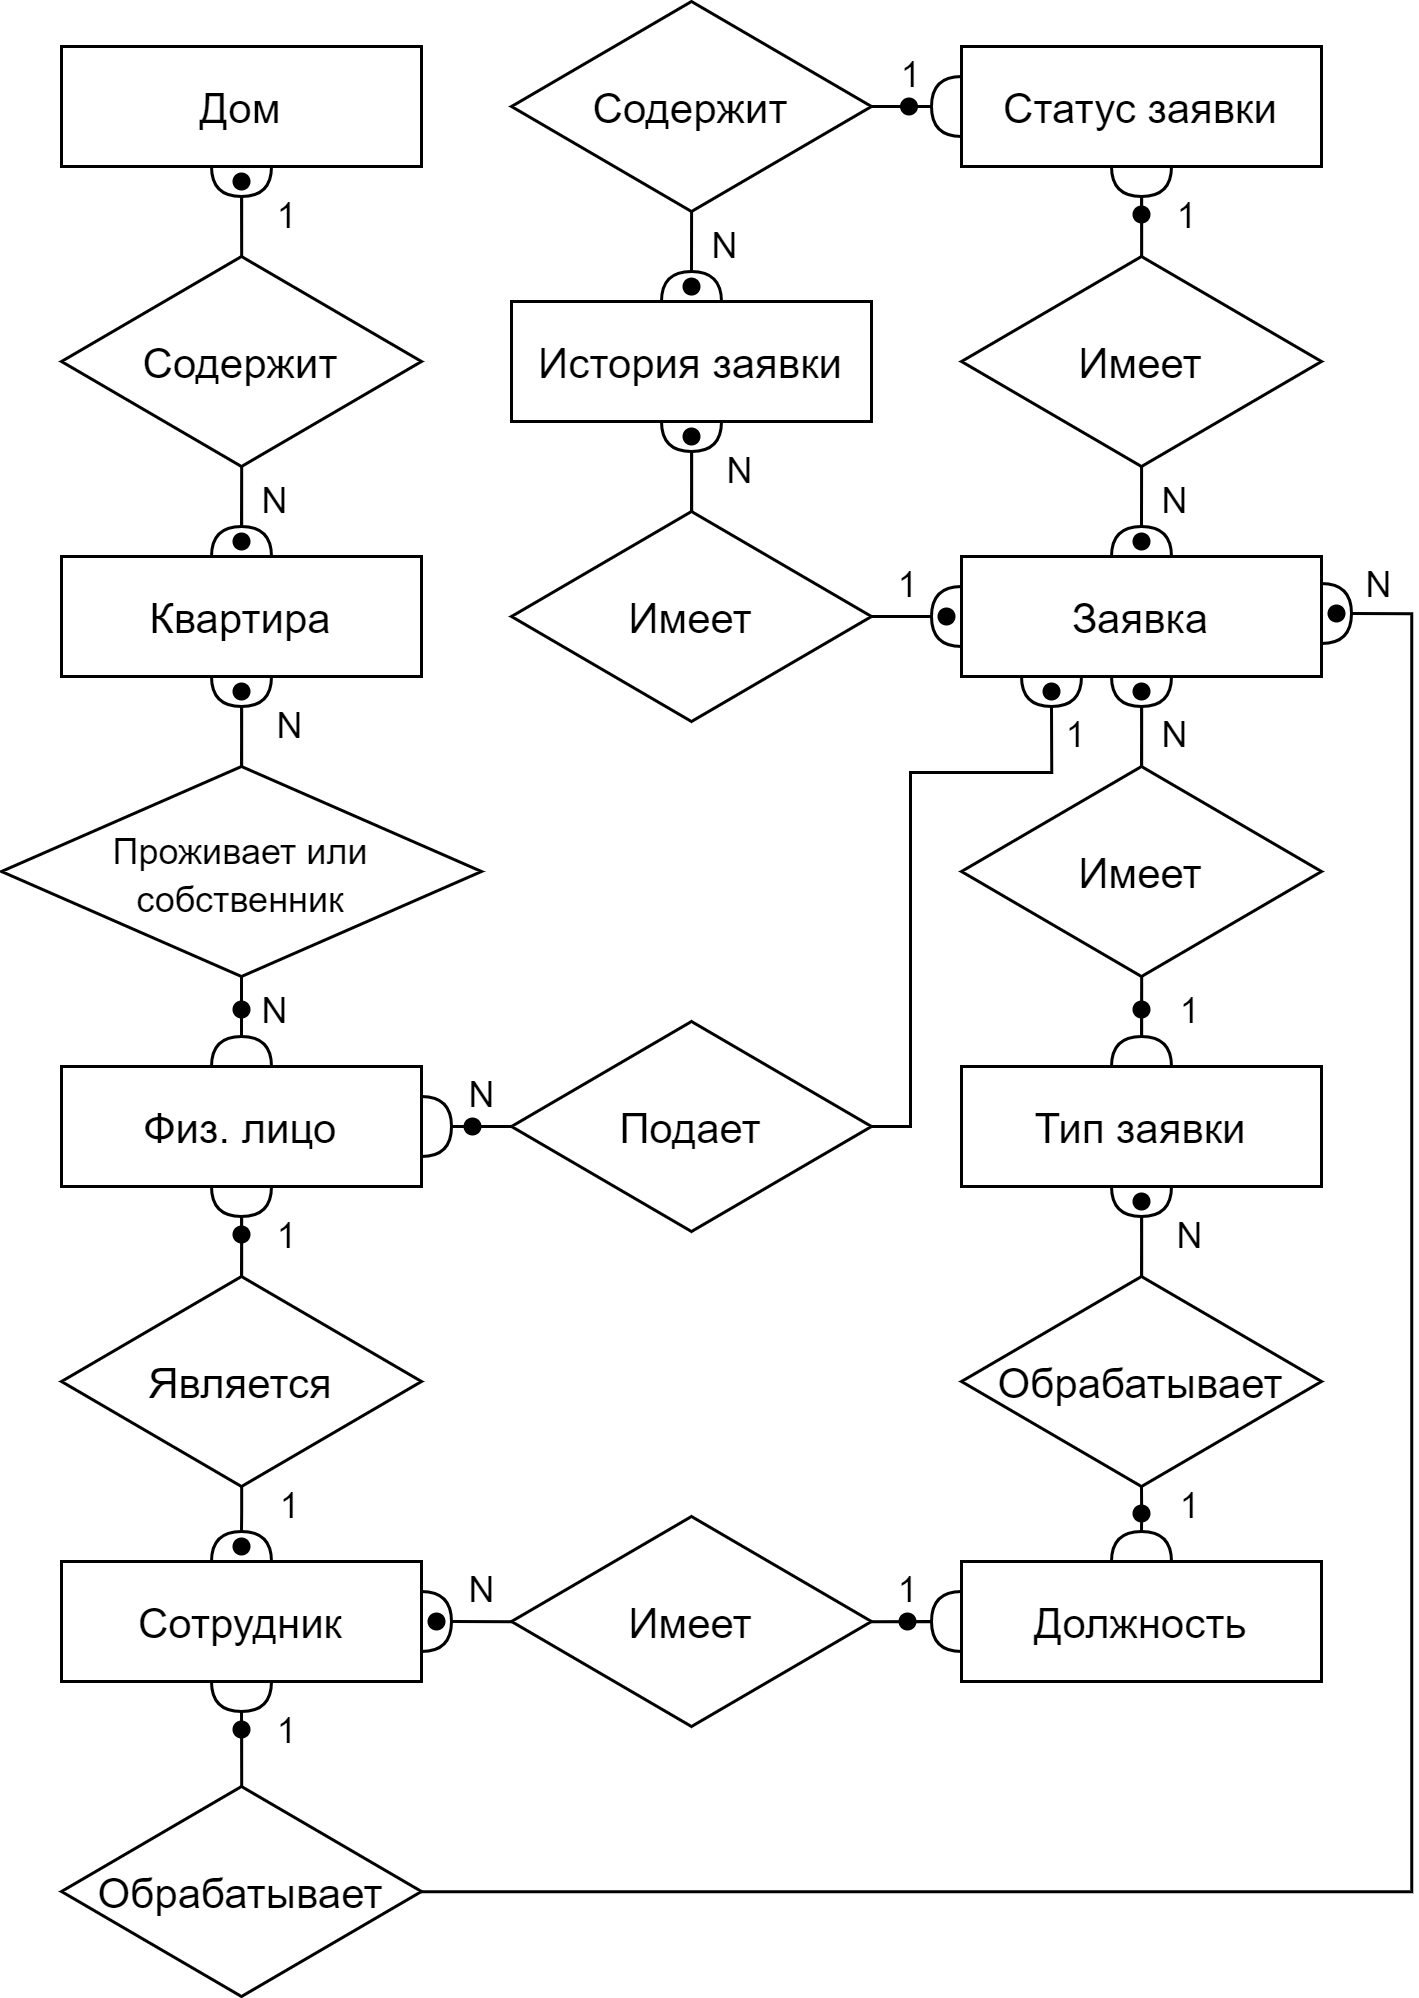 Дом
Содержит
1
Статус заявки
1
1
N
История заявки
Содержит
Имеет
N
N
N
Квартира
Имеет
1
Заявка
N
N
1
N
Проживает или
собственник
Имеет
N
1
Физ. лицо
N
Подает
Тип заявки
1
N
Является
Обрабатывает
1
1
Сотрудник
N
Имеет
1
Должность
1
Обрабатывает